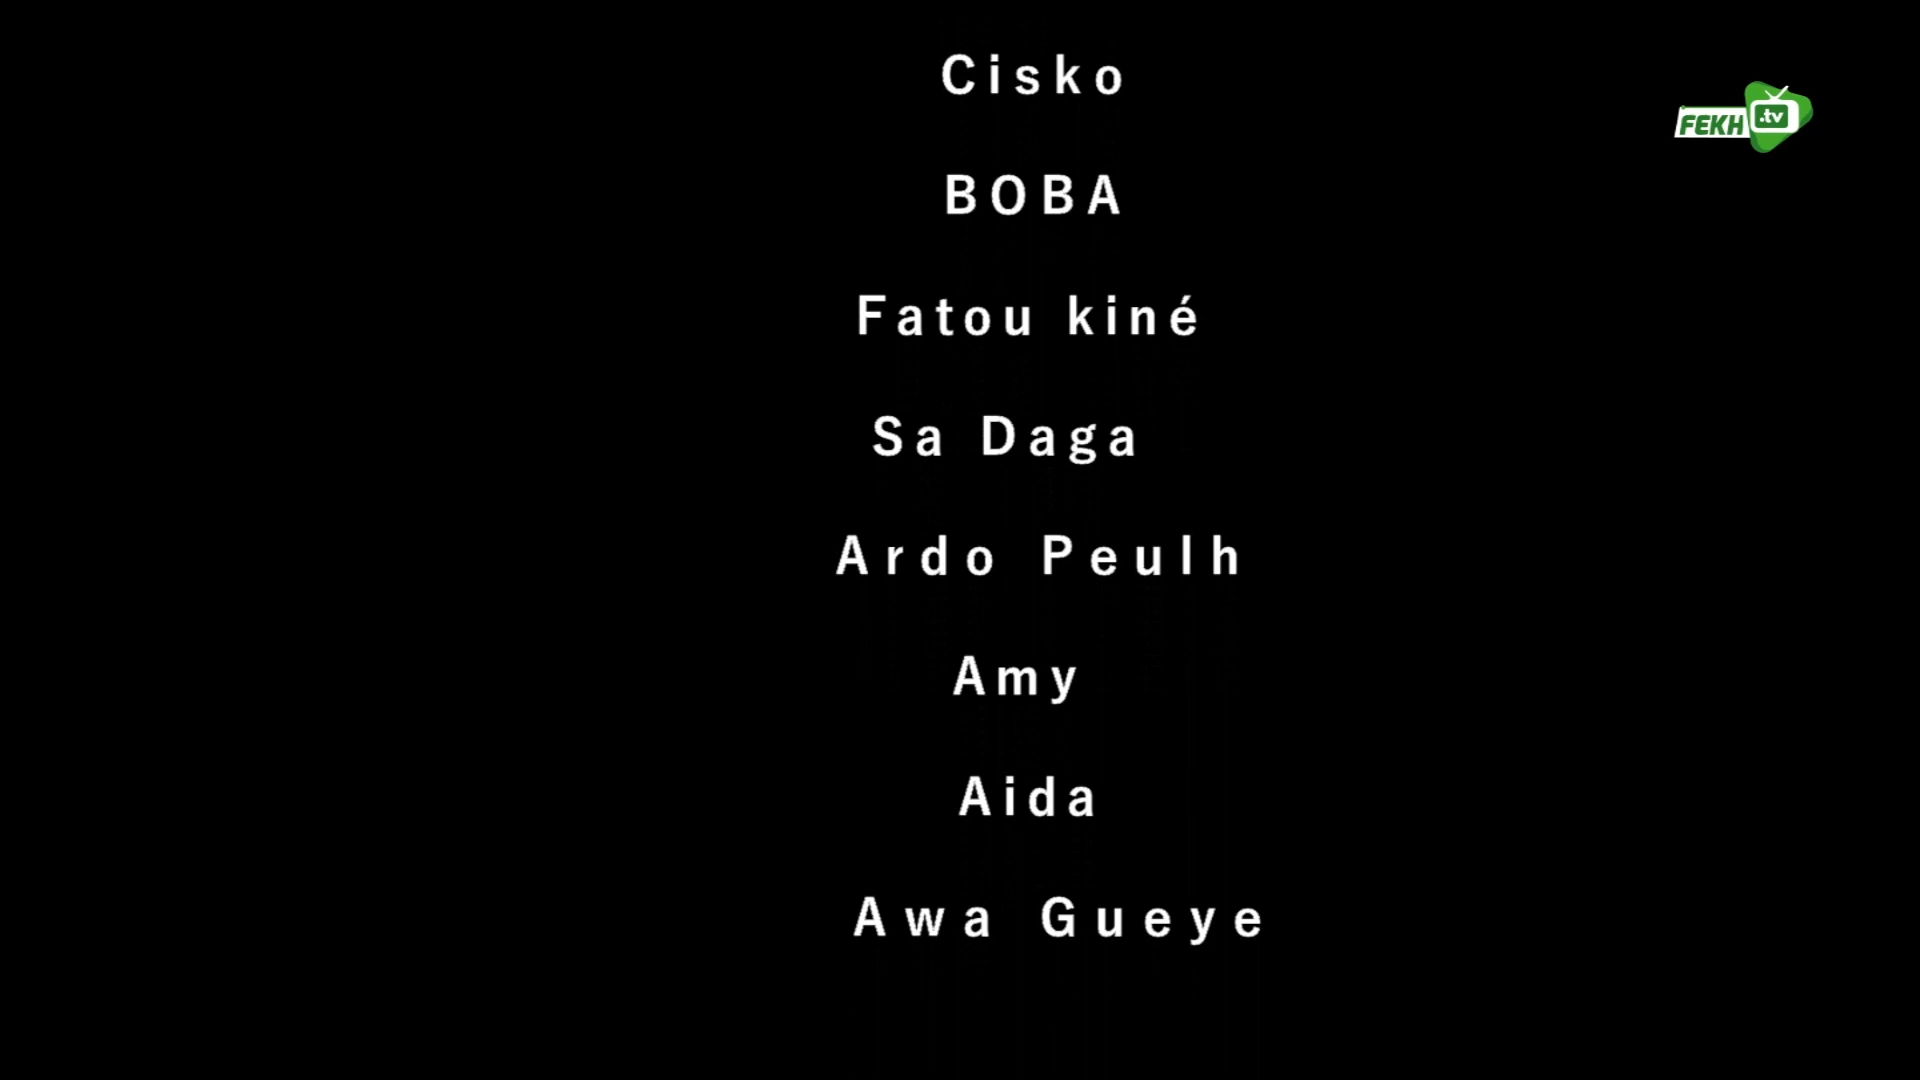 Cisko
FEKH .tv
BOBA
Fatou kiné
Sa Daga
Ardo Peulh
Amy
Aida
Awa Gueye